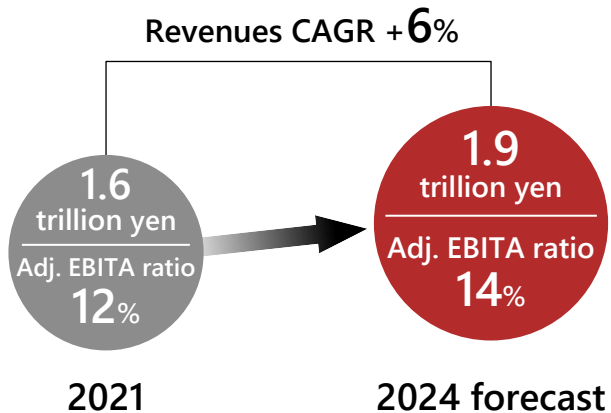 Revenues CAGR +6%
1.6
trillion yen
Adj. EBITA ratio
12%
1.9
trillion yen
Adj. EBITA ratio
14%
2021
2024 forecast